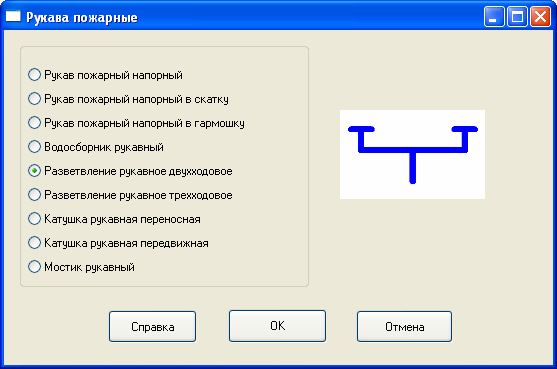 Рукава пожарные
Рукав пожарный напорный
Рукав пожарный напорный в скатку
Рукав пожарный напорный в гармошку
Водосборник рукавный
Разветвление рукавное двухходовое
Разветвление рукавное трехходовое
Катушка рукавная переносная
Катушка рукавная передвижная
Мостик рукавный
Справка
ОК
Отмена